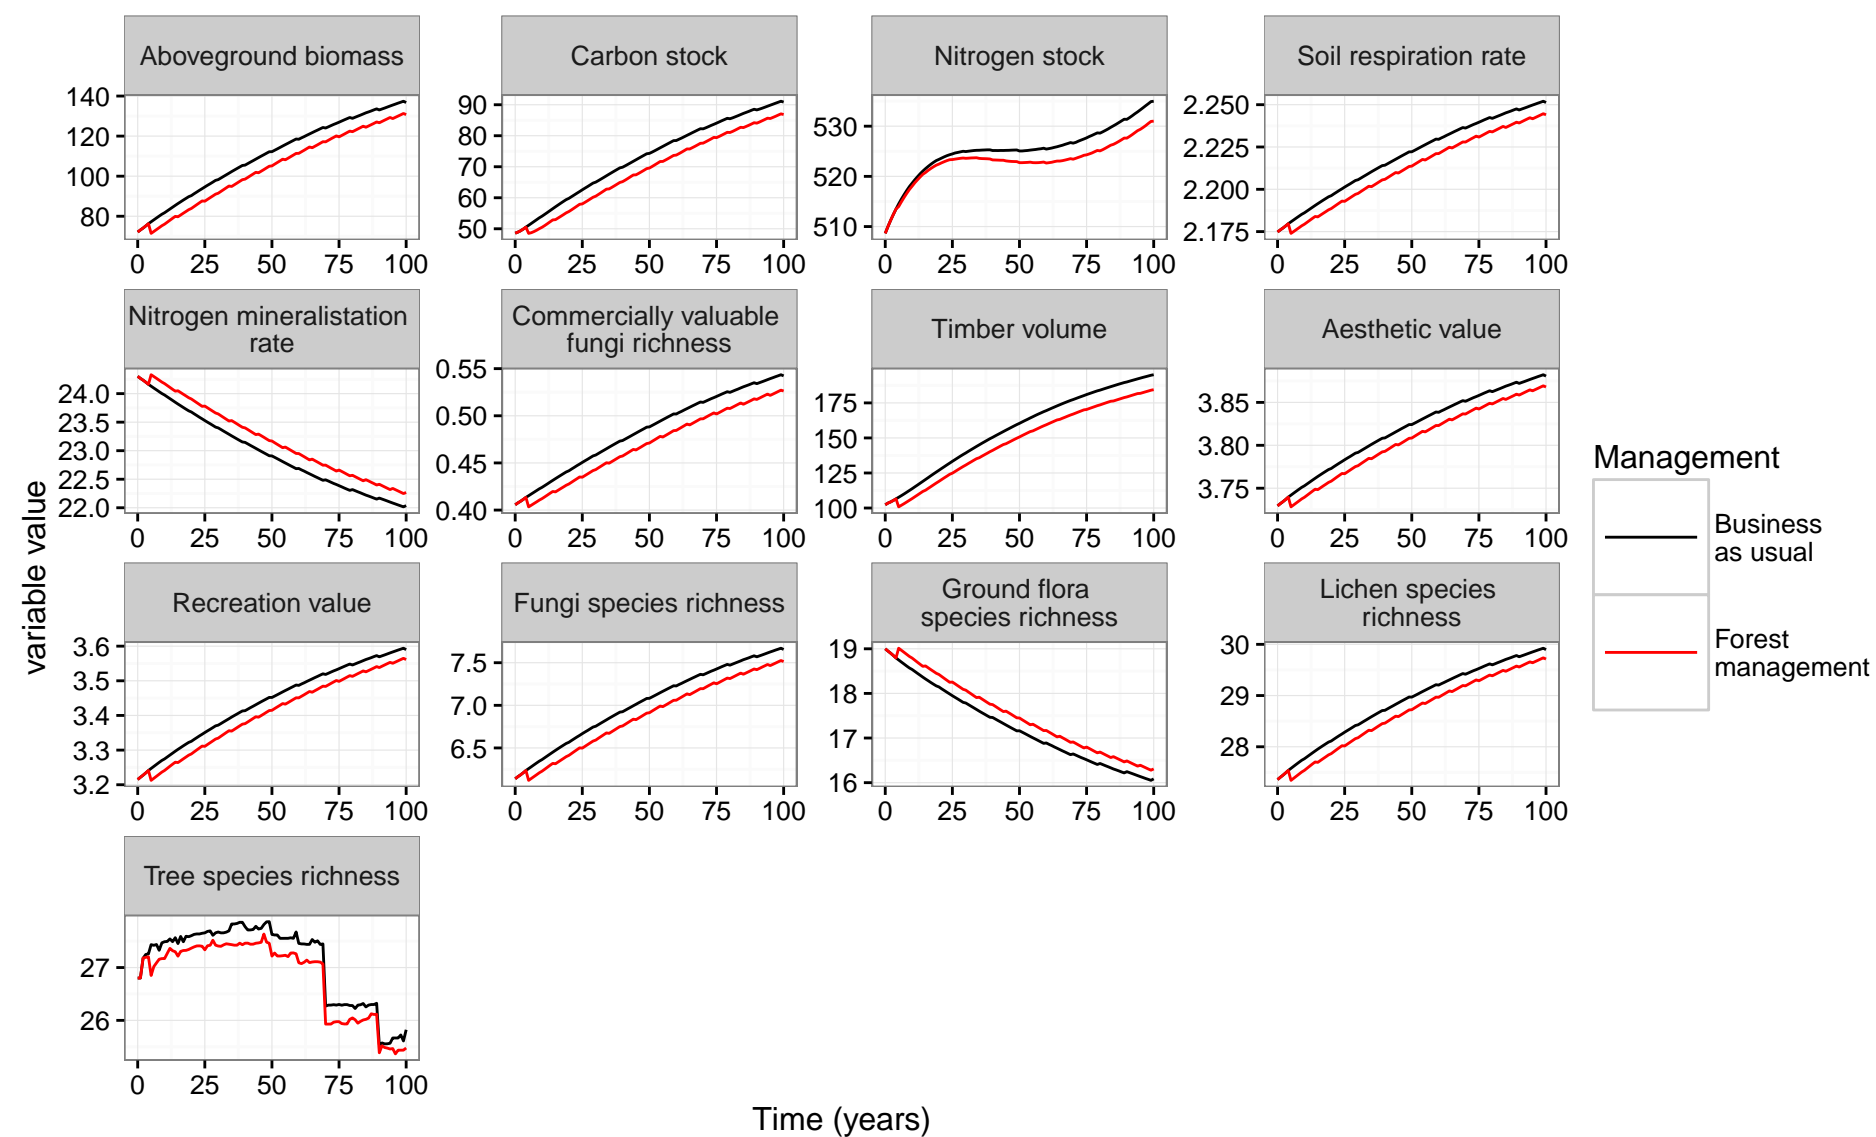 Aboveground biomass
Carbon stock
Nitrogen stock
Soil respiration rate
140
120
100
80
90
80
70
60
50
530
520
510
2.250
2.225
2.200
2.175
0 25 50 75 100
0 25 50 75 100
0 25 50 75 100
0 25 50 75 100
Nitrogen mineralistation
rate
Commercially valuable
fungi richness
Timber volume
Aesthetic value
24.0
23.5
23.0
22.5
22.0
0.55
0.50
0.45
0.40
175
150
125
100
3.85
3.80
3.75
0 25 50 75 100
0 25 50 75 100
0 25 50 75 100
0 25 50 75 100
Recreation value
Fungi species richness
Ground flora
species richness
Lichen species
richness
3.6
3.5
3.4
3.3
3.2
7.5
7.0
6.5
19
18
17
16
30
29
28
0 25 50 75 100
0 25 50 75 100
0 25 50 75 100
0 25 50 75 100
Tree species richness
27
26
0 25 50 75 100
variable value
Time (years)
Management
Business
as usual
Forest
management